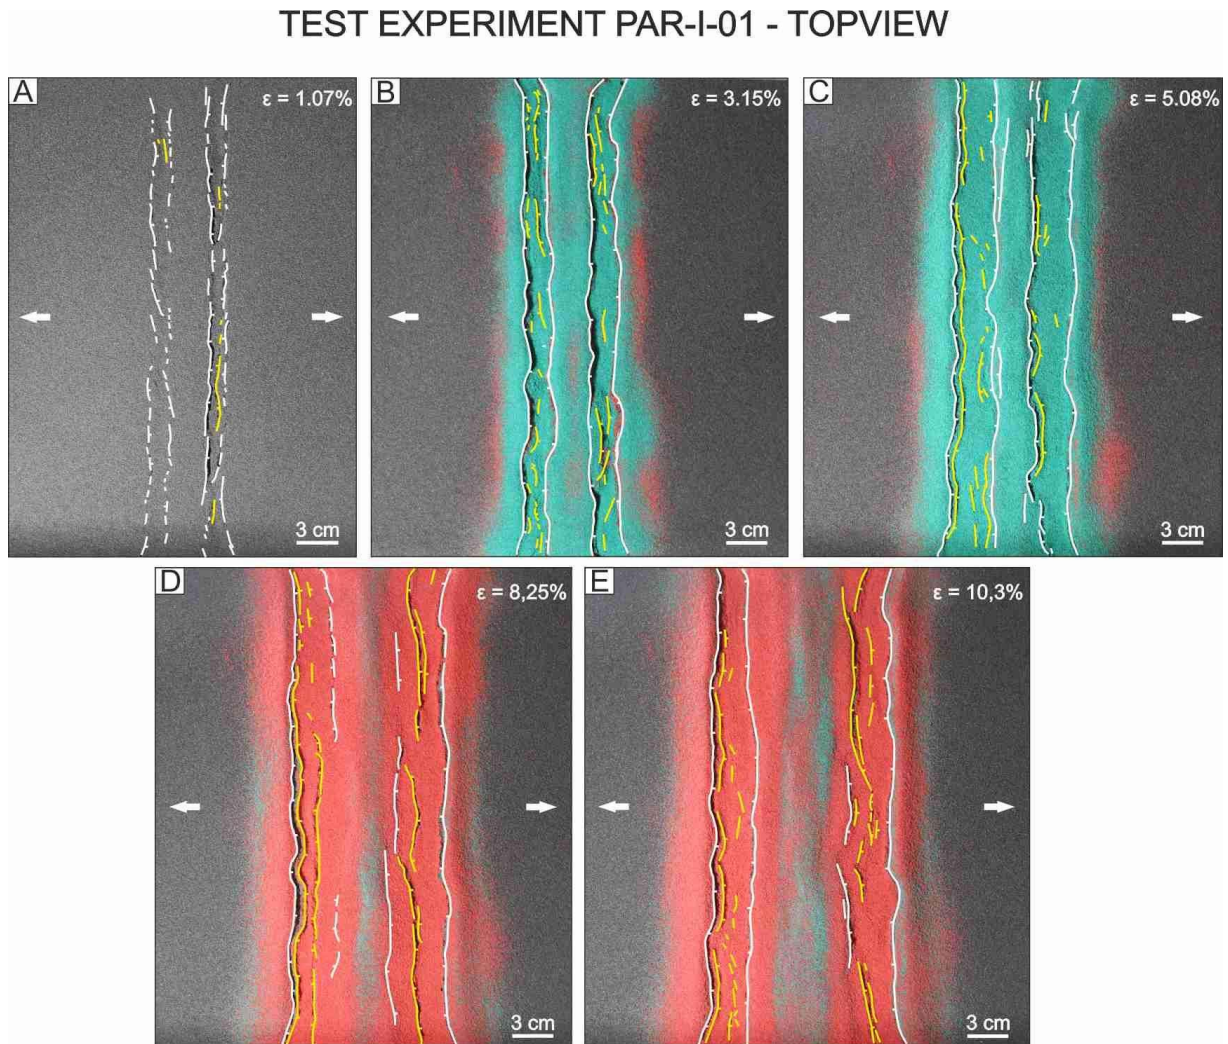 TEST EXPERIMENT PAR-I-01 - TOPVIEW
A
ε = 1.07%
3 cm
B
ε = 3.15%
3 cm
C
ε = 5.08%
3 cm
D
ε = 8,25%
3 cm
E
ε = 10,3%
3 cm